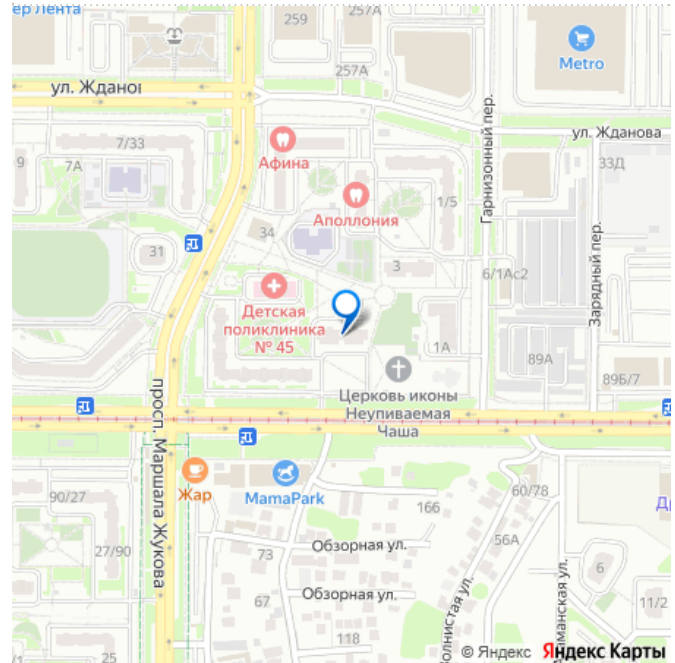 ер Лента
259
257А
257А
Metro
ул. Жданог
ул. Жданова
7/33
Афина
Гарнизонный пер.
9
7А
33Д
Аполлония
1/5
34
31
3
6/1Ас2
Зарядный пер.
Детская
поликлиника
№ 45
1А
89А
89Б/7
Церковь иконы
Неупиваемая
Чаша
просп. Маршала Жукова
Жар
MamaPark
90/27
166
60/78
Др
27/90
73
Обзорная ул.
56А
67
Обзорная ул.
6
11/2
118
© Яндекс Яндекс Карты